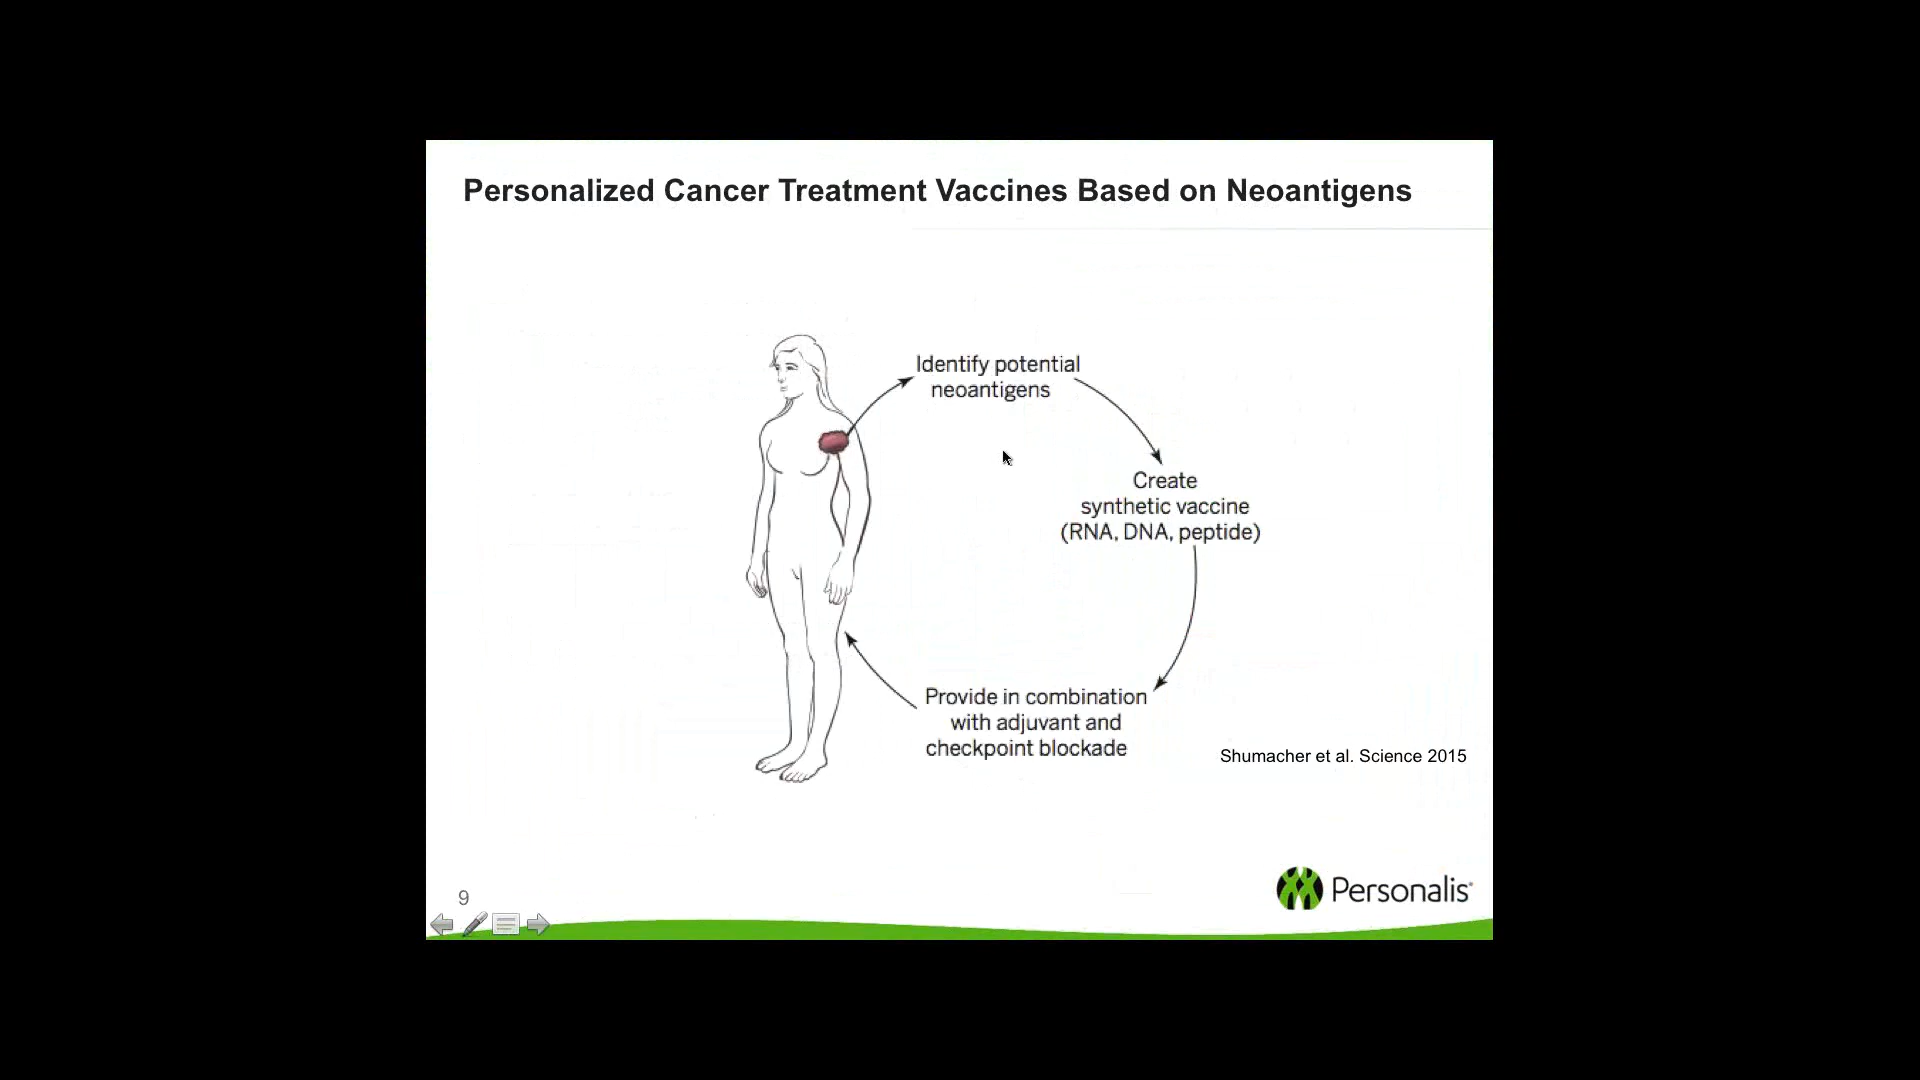 Personalized Cancer Treatment Vaccines Based on Neoantigens
Identify potential
neoantigens
Create
synthetic vaccine
(RNA, DNA, peptide)
Provide in combination
with adjuvant and
checkpoint blockade
Shumacher et al. Science 2015
9
Personalis®